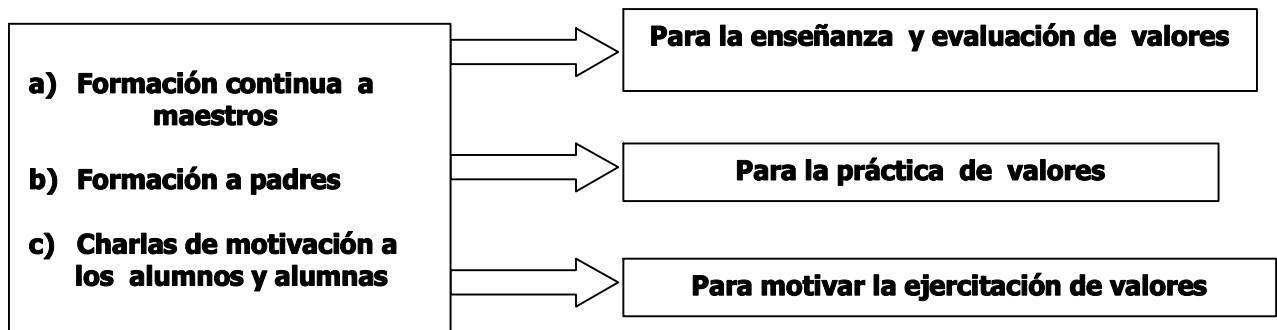 a) Formación continua a
maestros
b) Formación a padres
c) Charlas de motivación a
los alumnos y alumnas
Para la enseñanza y evaluación de valores
Para la práctica de valores
Para motivar la ejercitación de valores